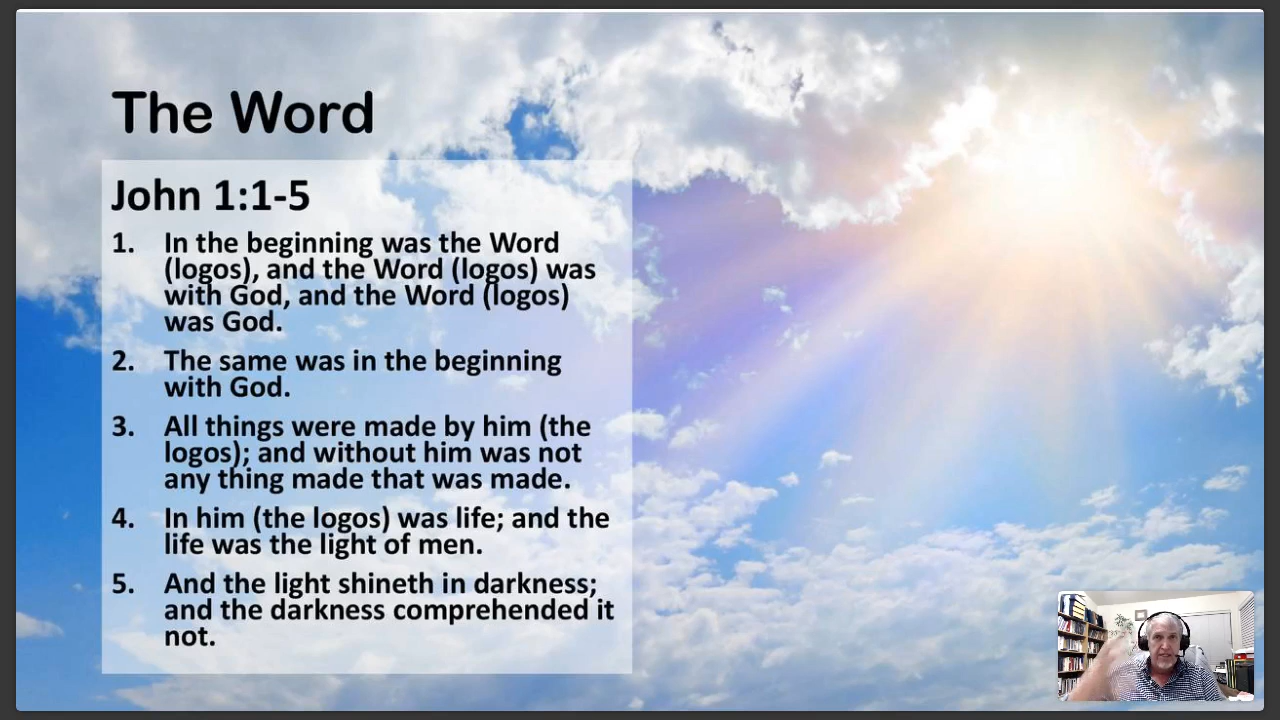 The Word
John 1:1-5
1. In the beginning was the Word
(logos), and the Word (logos) was
with God, and the Word (logos)
was God.
2. The same was in the beginning
with God.
3. All things were made by him (the
logos); and without him was not
any thing made that was made.
4. In him (the logos) was life; and the
life was the light of men.
5. And the light shineth in darkness;
and the darkness comprehended it
not.